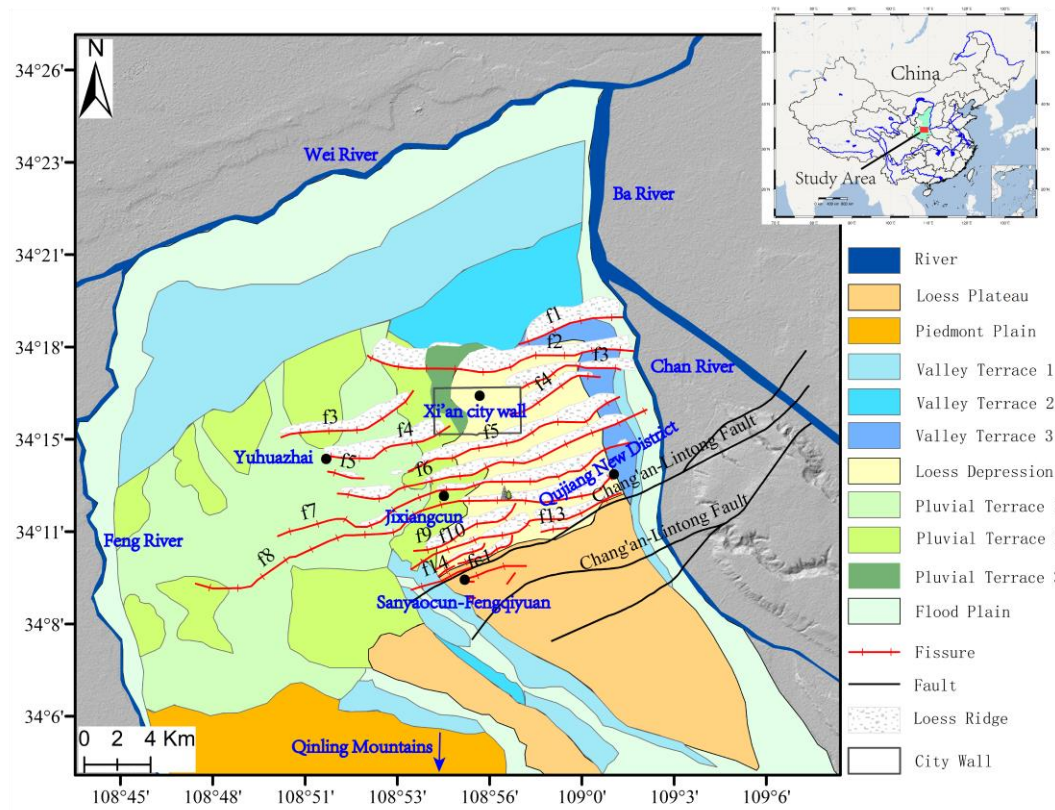 N
34°26'
34°23'
34°21'
34°18'
34°15'
34°11'
34°8'
34°6'
108°45'
108°48'
108°51'
108°53'
108°56'
109°0'
109°3'
109°6'
China
Study Area
Wei River
Ba River
Chan River
Feng River
f1
f2
f3
f4
Xi'an city wall
f3
f4
f5
Yuhuazhai
f5
f6
Qujiang New District
Chang'an-Lintong Fault
f7
Jixiangcun
f13
f8
f9
f10
Chang'an-Lintong Fault
f14
fc1
Sanyaocun-Fengqiyuan
0 2 4 Km
Qinling Mountains
River
Loess Plateau
Piedmont Plain
Valley Terrace 1
Valley Terrace 2
Valley Terrace 3
Loess Depression
Pluvial Terrace
Pluvial Terrace
Pluvial Terrace
Flood Plain
Fissure
Fault
Loess Ridge
City Wall